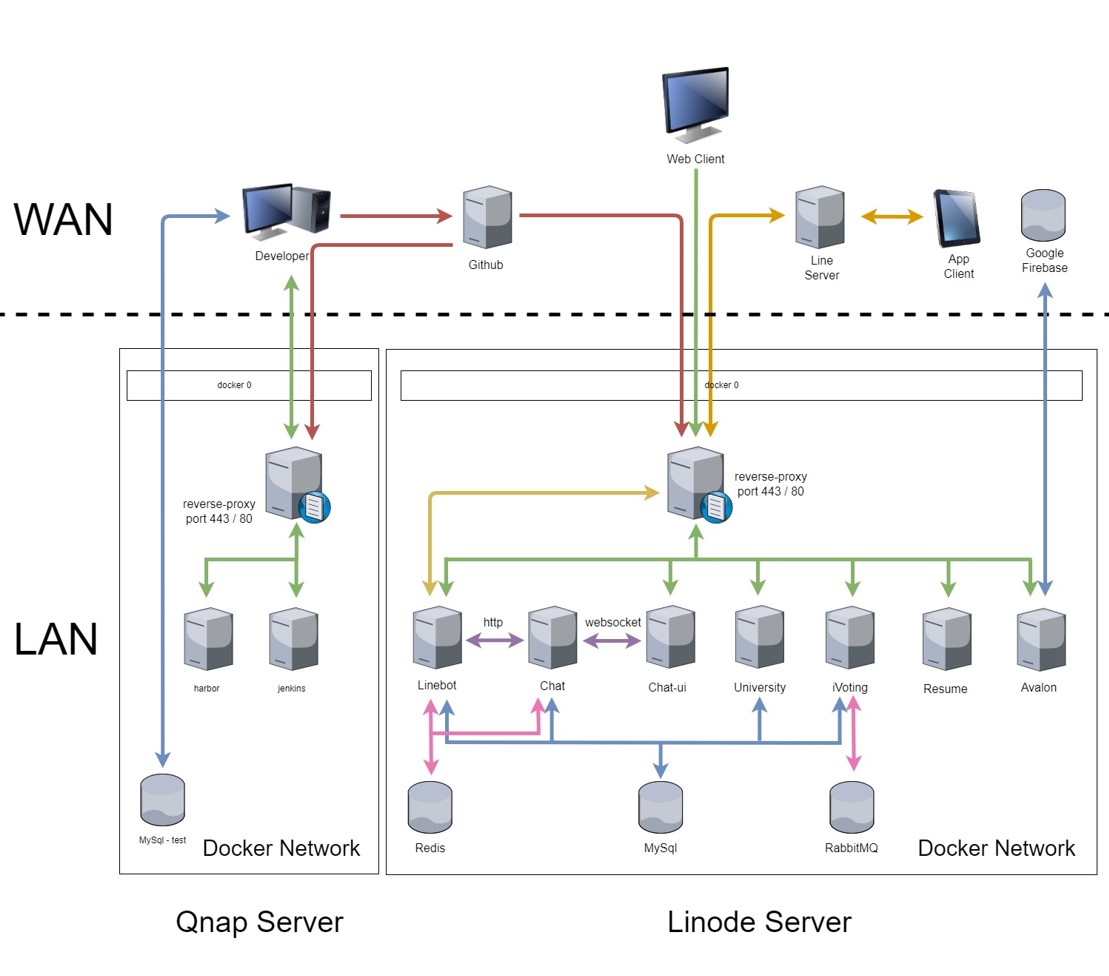 Web Client
WAN
Developer
Github
Line
Server
App
Client
Google
Firebase
docker 0
docker 0
reverse-proxy
port 443 / 80
reverse-proxy
port 443 / 80
LAN
http
websocket
harbor
jenkins
Linebot
Chat
Chat-ui
University
iVoting
Resume
Avalon
MySql - test
Redis
MySql
RabbitMQ
Docker Network
Docker Network
Qnap Server
Linode Server